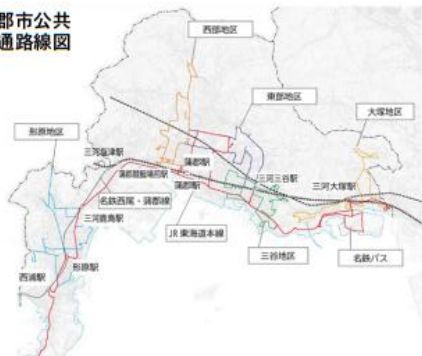 郡市公共
通路線図
西部地区
東部地区
大塚地区
形原地区
三河塩津駅
蒲郡競艇場前駅
蒲郡駅
三河三谷駅
三河大塚駅
名鉄西尾・蒲郡線
蒲郡駅
三河鹿島駅
JR東海道本線
三谷地区
名鉄バス
西浦駅
形原駅